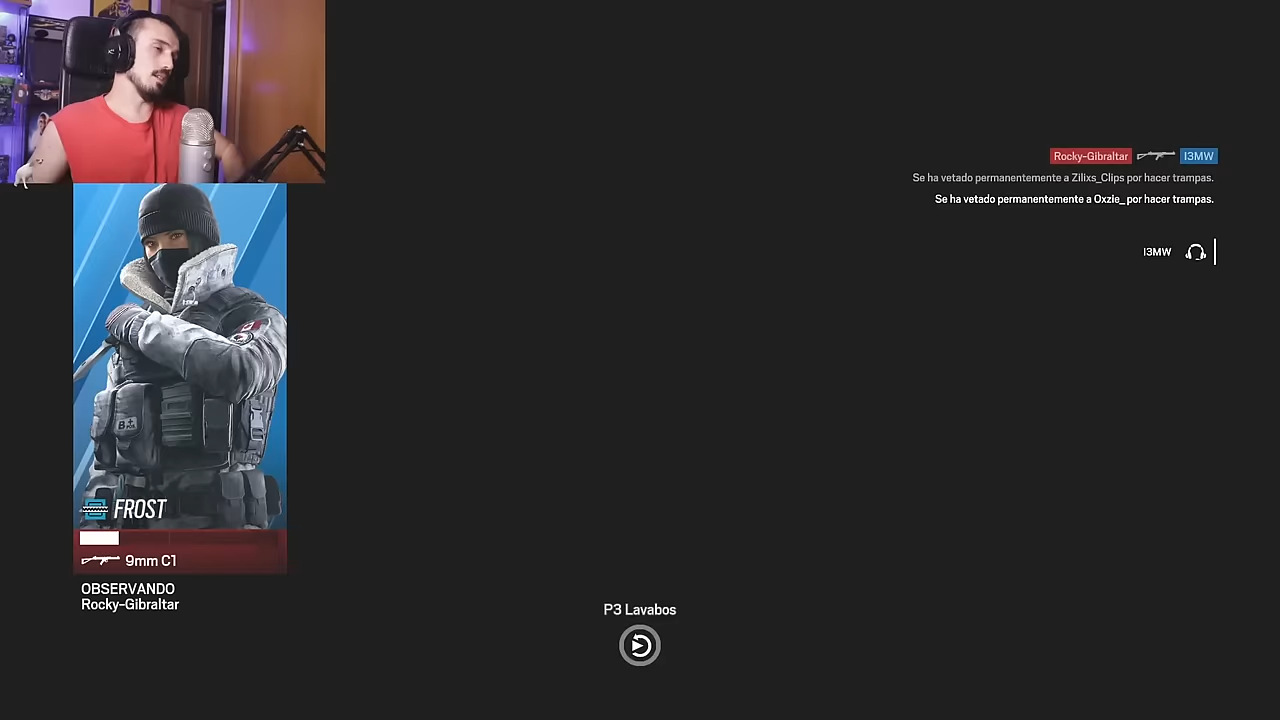 Rocky-Gibraltar I3MW
Se ha vetado permanentemente a Zilixs_Clips por hacer trampas.
Se ha vetado permanentemente a Oxzie_ por hacer trampas.
I3MW
FROST
9mm C1
OBSERVANDO
Rocky-Gibraltar
P3 Lavabos